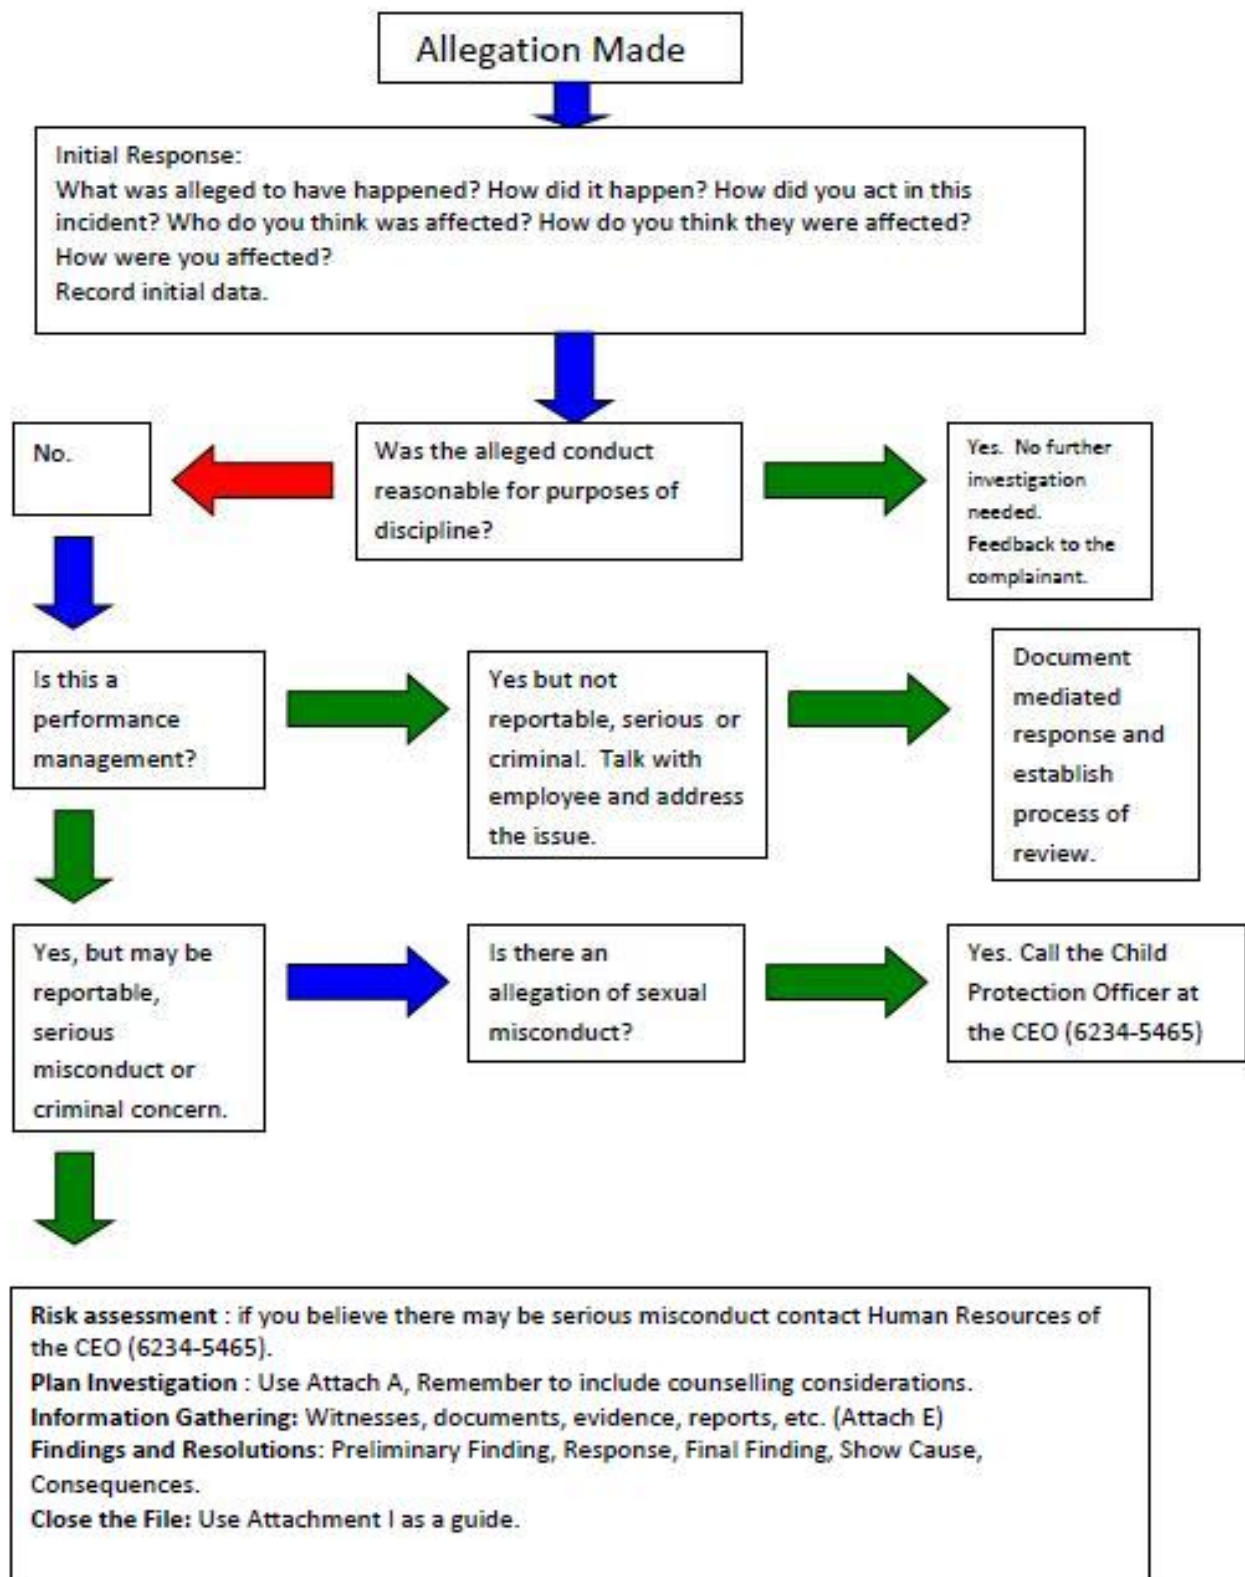 Allegation Made
Initial Response:
What was alleged to have happened? How did it happen? How did you act in this
incident? Who do you think was affected? How do you think they were affected?
How were you affected?
Record initial data.
No.
Was the alleged conduct
reasonable for purposes of
discipline?
Yes. No further
investigation
needed.
Feedback to the
complainant.
Is this a
performance
management?
Yes but not
reportable, serious or
criminal. Talk with
employee and address
the issue.
Document
mediated
response and
establish
process of
review.
Yes, but may be
reportable,
serious
misconduct or
criminal concern.
Is there an
allegation of sexual
misconduct?
Yes. Call the Child
Protection Officer at
the CEO (6234-5465)
Risk assessment : if you believe there may be serious misconduct contact Human Resources of
the CEO (6234-5465).
Plan Investigation : Use Attach A, Remember to include counselling considerations.
Information Gathering: Witnesses, documents, evidence, reports, etc. (Attach E)
Findings and Resolutions: Preliminary Finding, Response, Final Finding, Show Cause,
Consequences.
Close the File: Use Attachment I as a guide.